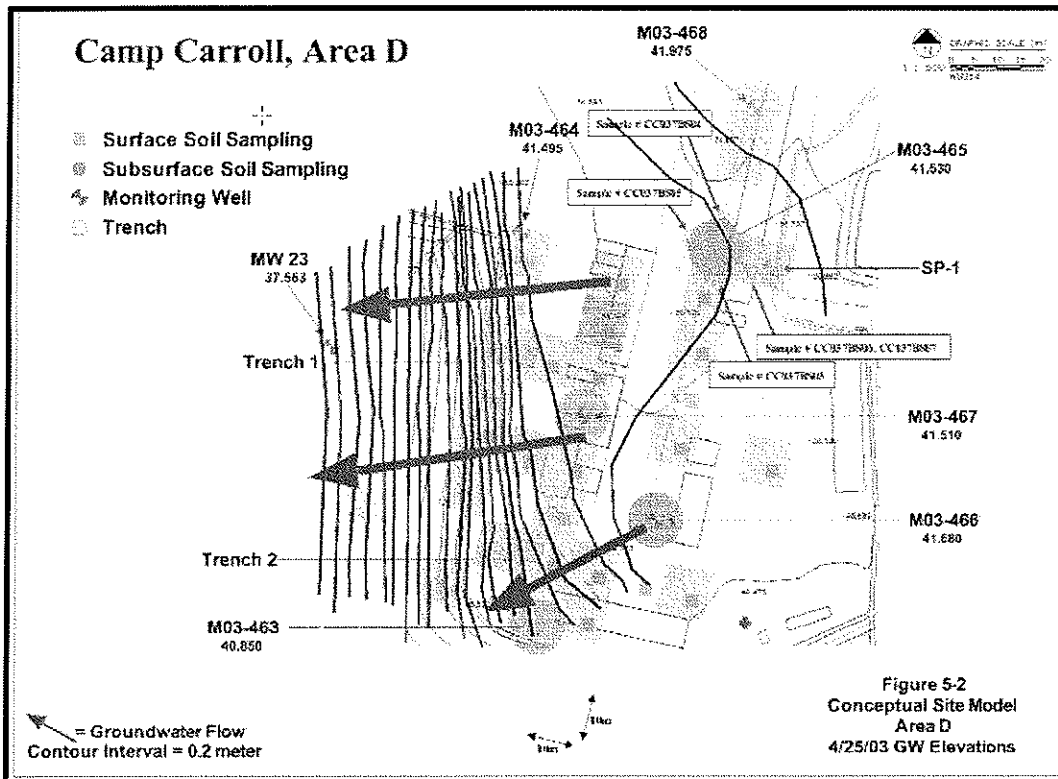 Camp Carroll, Area D
M03-468
41.975
Surface Soil Sampling
Subsurface Soil Sampling
Monitoring Well
Trench
M03-464
41.495
M03-465
41.530
MW 23
37.563
SP-1
Trench 1
M03-467
41.510
M03-466
41.680
Trench 2
M03-463
40.850
= Groundwater Flow
Contour Interval = 0.2 meter
Figure 5-2
Conceptual Site Model
Area D
4/25/03 GW Elevations